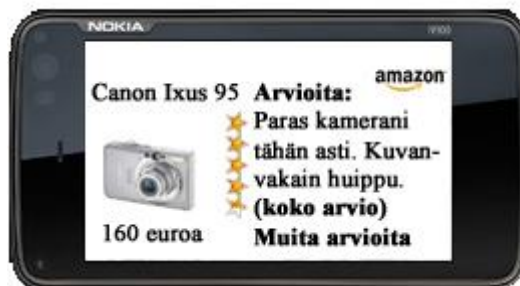 NOKIA
N900
amazon
Canon Ixus 95
160 euroa
Arvioita:
Paras kamerani
tähän asti. Kuvan-
vakain huippu.
(koko arvio)
Muita arvioita